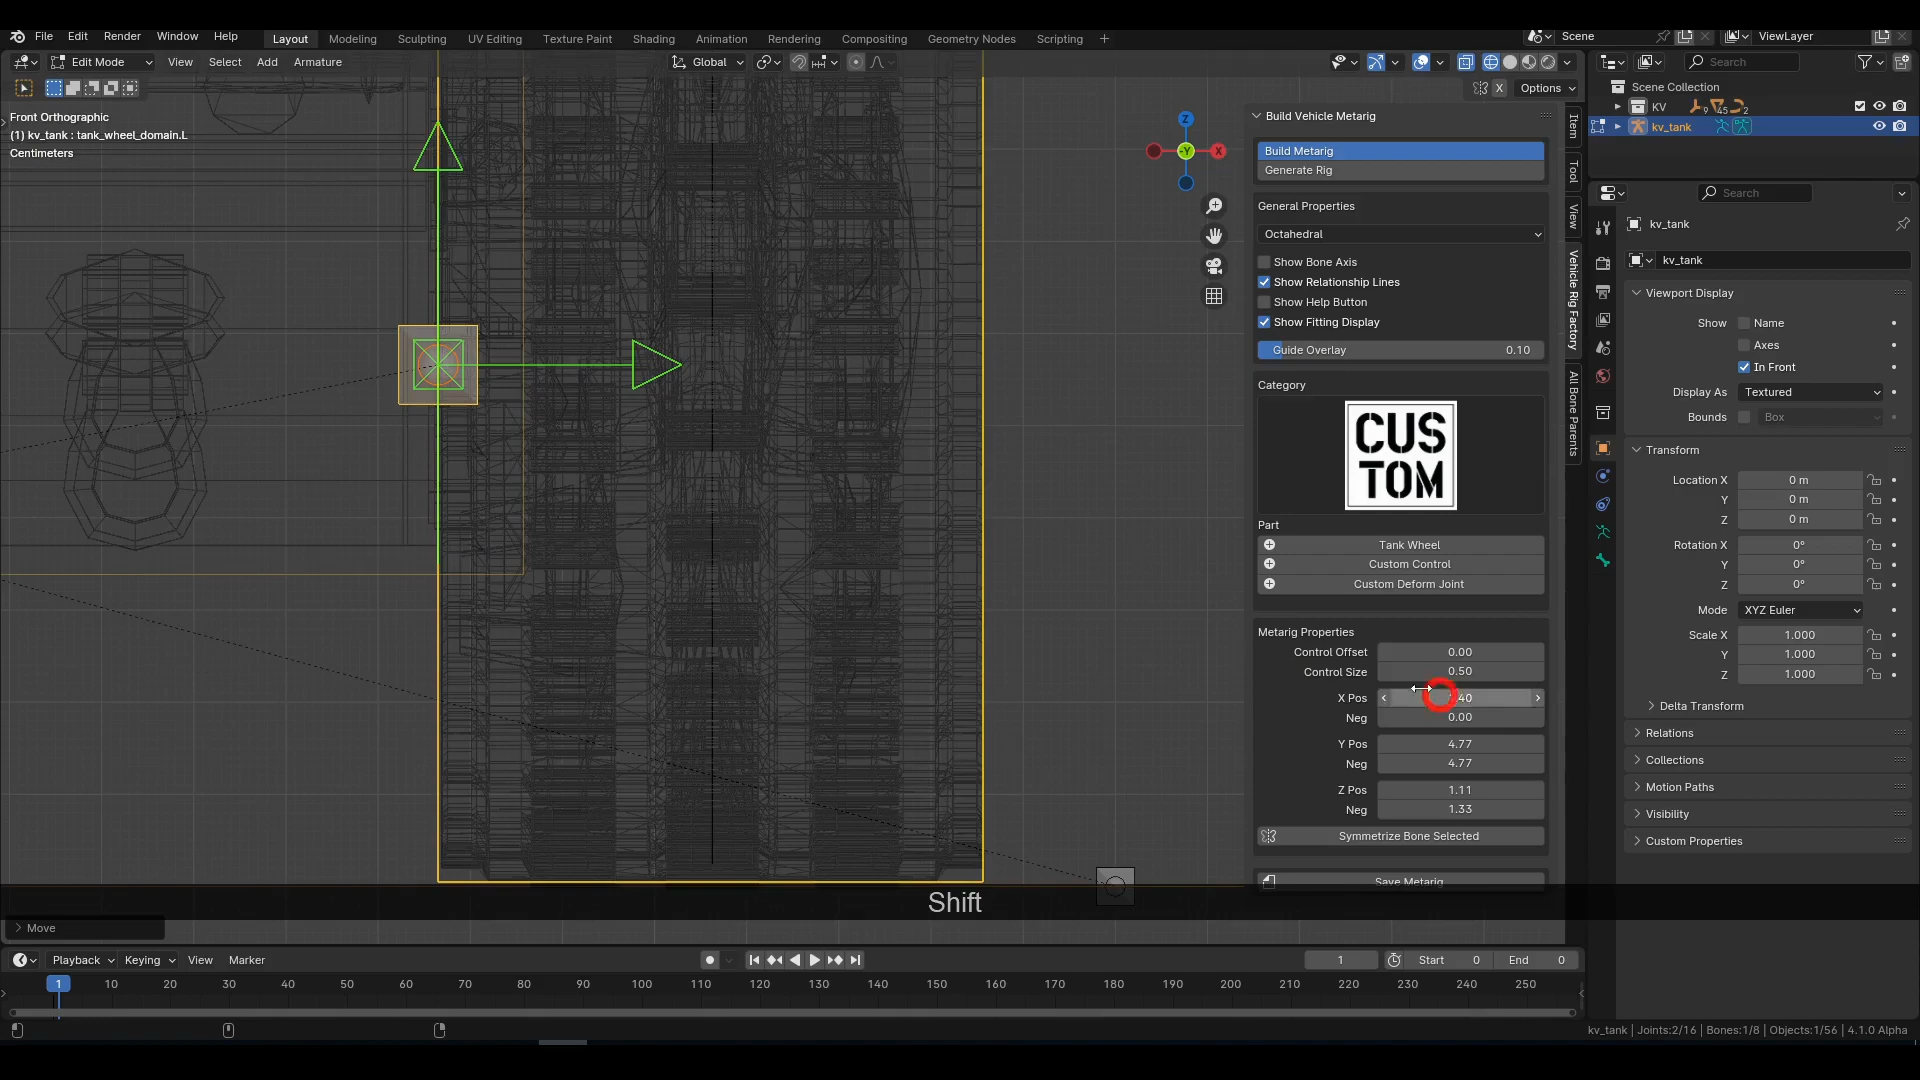 File Edit Render Window Help
Layout Modeling Sculpting UV Editing Texture Paint Shading Animation Rendering Compositing Geometry Nodes Scripting +
Scene
ViewLayer
Edit Mode View Select Add Armature
Global
Search
X Options
Scene Collection
KV 9 45 2
kv_tank
Front Orthographic
(1) kv_tank : tank_wheel_domain.L
Centimeters
Z
-Y
X
Build Vehicle Metarig
Build Metarig
Generate Rig
General Properties
Octahedral
Show Bone Axis
Show Relationship Lines
Show Help Button
Show Fitting Display
Guide Overlay 0.10
Category
CUS
TOM
Part
Tank Wheel
Custom Control
Custom Deform Joint
Metarig Properties
Control Offset 0.00
Control Size 0.50
X Pos
Neg 0.00
Y Pos 4.77
Neg 4.77
Z Pos 1.11
Neg 1.33
Symmetrize Bone Selected
Save Metarig
Item
Tool
View
Vehicle Rig Factory
All Bone Parents
Search
kv_tank
kv_tank
Viewport Display
Show Name
Axes
In Front
Display As Textured
Bounds Box
Transform
Location X 0 m
Y 0 m
Z 0 m
Rotation X 0°
Y 0°
Z 0°
Mode XYZ Euler
Scale X 1.000
Y 1.000
Z 1.000
Delta Transform
Relations
Collections
Motion Paths
Visibility
Custom Properties
Shift
Move
Playback Keying View Marker
1 Start 0 End 0
1 10 20 30 40 50 60 70 80 90 100 110 120 130 140 150 160 170 180 190 200 210 220 230 240 250
kv_tank | Joints:2/16 | Bones:1/8 | Objects:1/56 | 4.1.0 Alpha